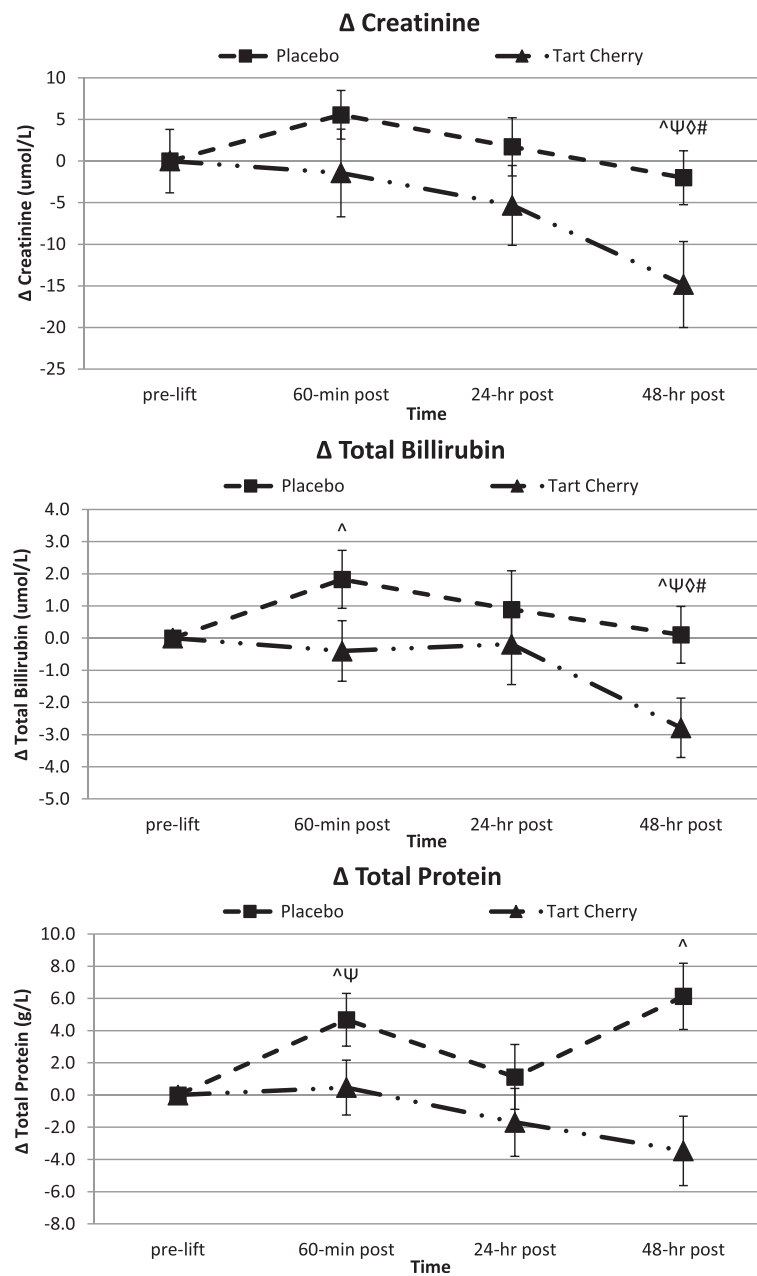 Δ Creatinine
Placebo
Tart Cherry
10
5
0
-5
-10
-15
-20
-25
Δ Creatinine (umol/L)
^Ψ◊#
pre-lift 60-min post 24-hr post 48-hr post
Time
Δ Total Billirubin
Placebo
Tart Cherry
4.0
3.0
2.0
1.0
0.0
-1.0
-2.0
-3.0
-4.0
-5.0
Δ Total Billirubin (umol/L)
^
^Ψ◊#
pre-lift 60-min post 24-hr post 48-hr post
Time
Δ Total Protein
Placebo
Tart Cherry
10.0
8.0
6.0
4.0
2.0
0.0
-2.0
-4.0
-6.0
-8.0
Δ Total Protein (g/L)
^Ψ
^
pre-lift 60-min post 24-hr post 48-hr post
Time